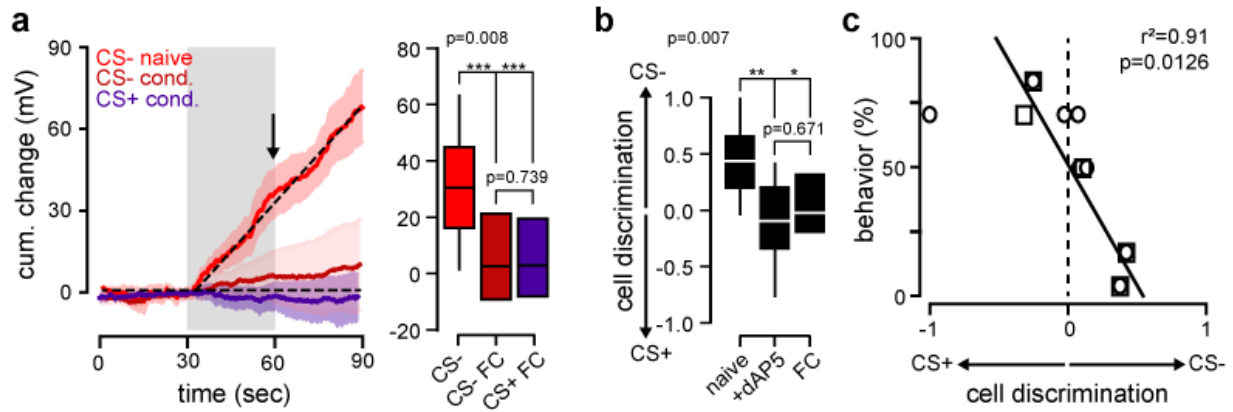 a
CS- naive
CS- cond.
CS+ cond.
cum. change (mV)
90
60
30
0
0
30
60
90
time (sec)
p=0.008
*** ***
p=0.739
80
60
40
20
0
-20
CS-
CS- FC
CS+ FC
b
p=0.007
CS-
** *
p=0.671
cell discrimination
1.0
0.5
0.0
-0.5
-1.0
CS+
naive
+dAP5
FC
c
r²=0.91
p=0.0126
behavior (%)
100
50
0
-1
0
1
CS+
CS-
cell discrimination